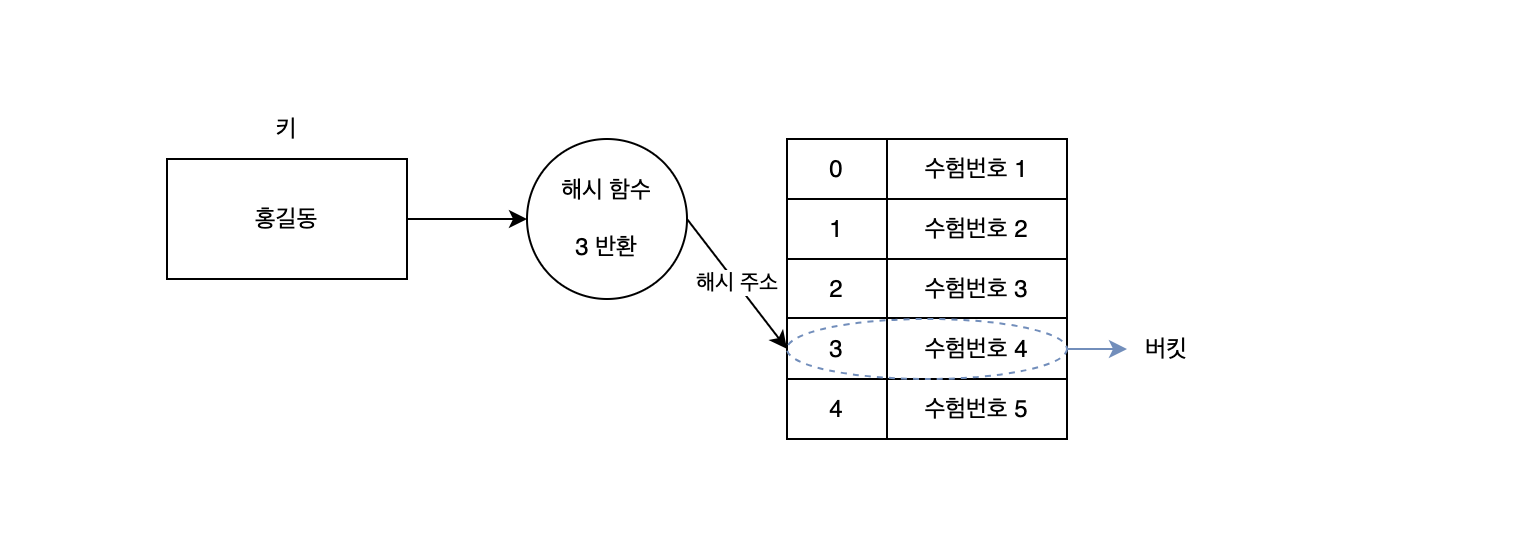 키
홍길동
해시 함수
3 반환
해시 주소
0 수험번호 1
1 수험번호 2
2 수험번호 3
3 수험번호 4
4 수험번호 5
버킷